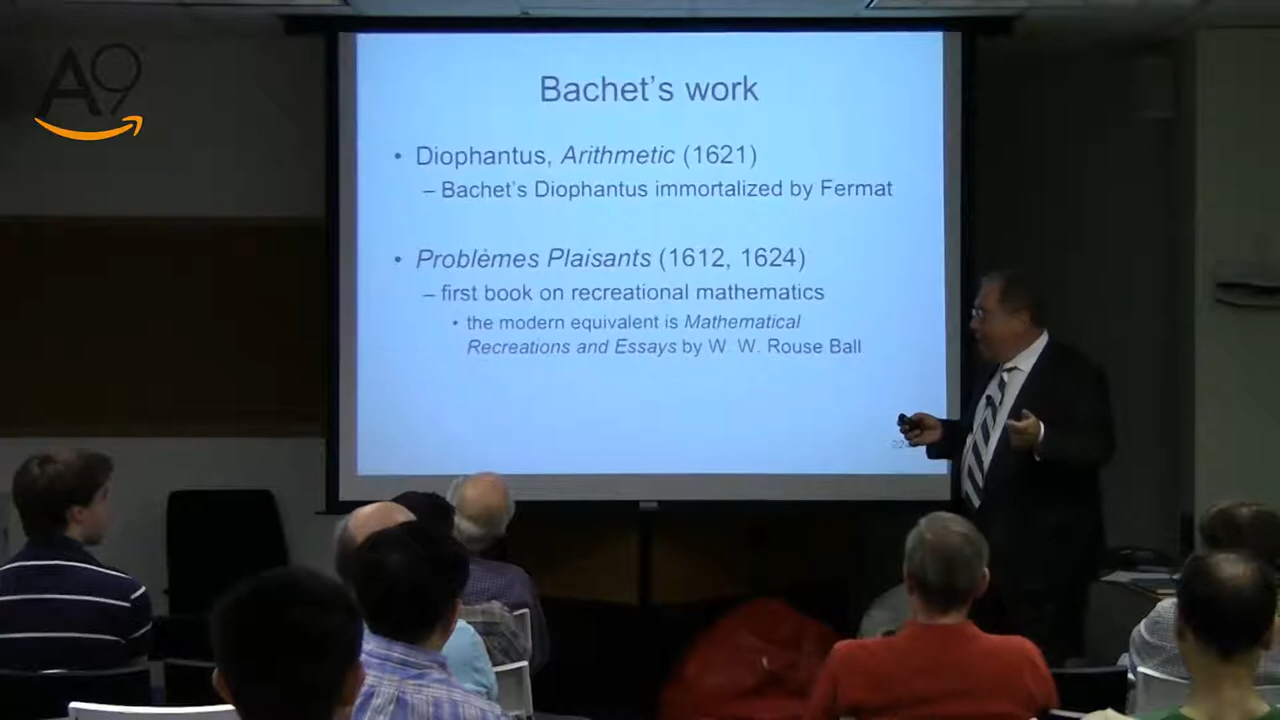 A9
Bachet's work
• Diophantus, Arithmetic (1621)
– Bachet's Diophantus immortalized by Fermat
• Problèmes Plaisants (1612, 1624)
– first book on recreational mathematics
• the modern equivalent is Mathematical
Recreations and Essays by W. W. Rouse Ball